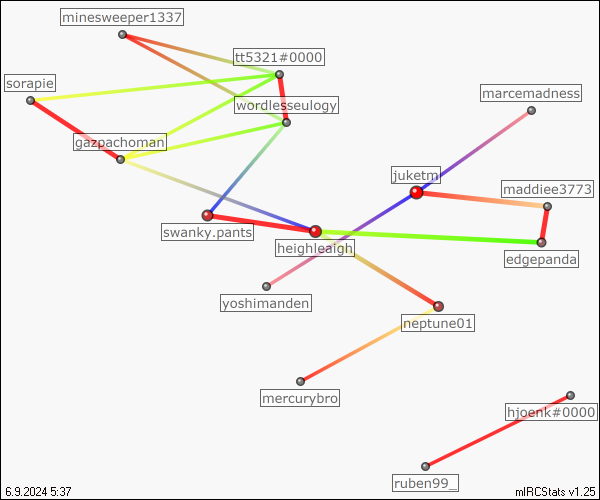 minesweeper1337
tt5321#0000
sorapie
marcemadness
wordlesseulogy
gazpachoman
juketm
maddiee3773
swanky.pants
heighleaigh
edgepanda
yoshimanden
neptune01
mercurybro
hjoenk#0000
ruben99_
6.9.2024 5:37
mIRCStats v1.25